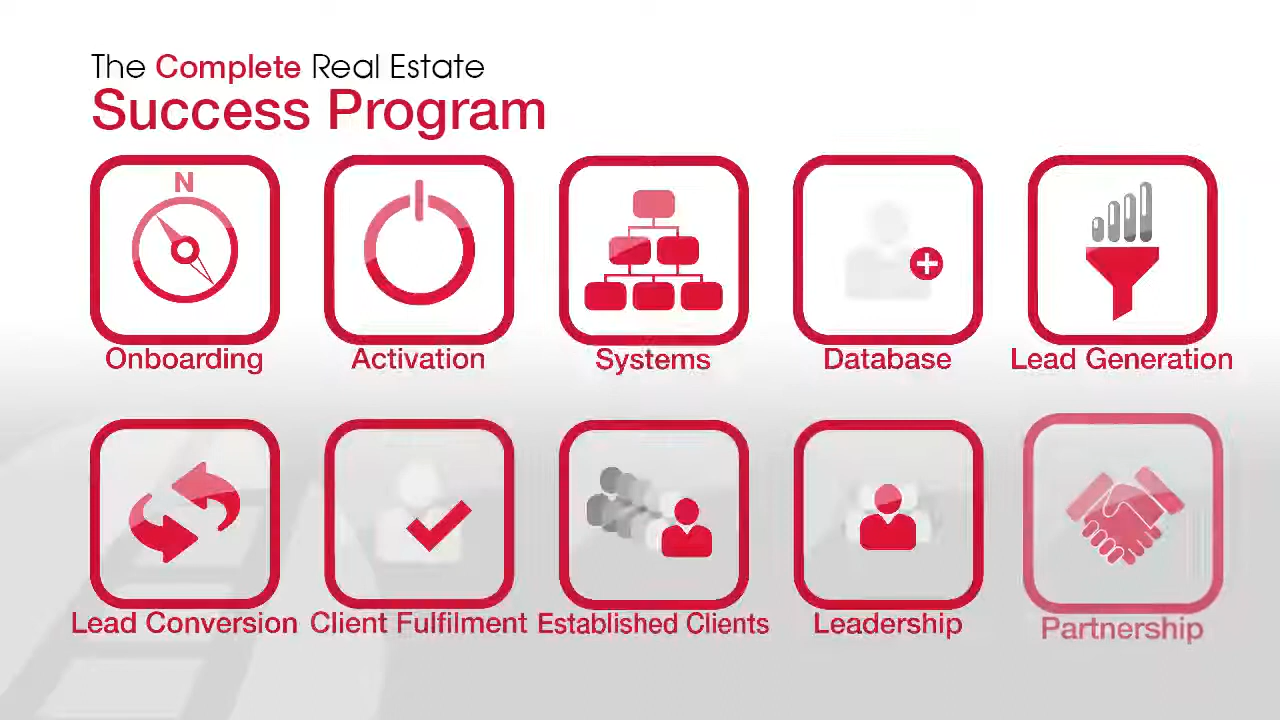 The Complete Real Estate
Success Program
N
Onboarding
Activation
Systems
Database
Lead Generation
Lead Conversion
Client Fulfilment
Established Clients
Leadership
Partnership